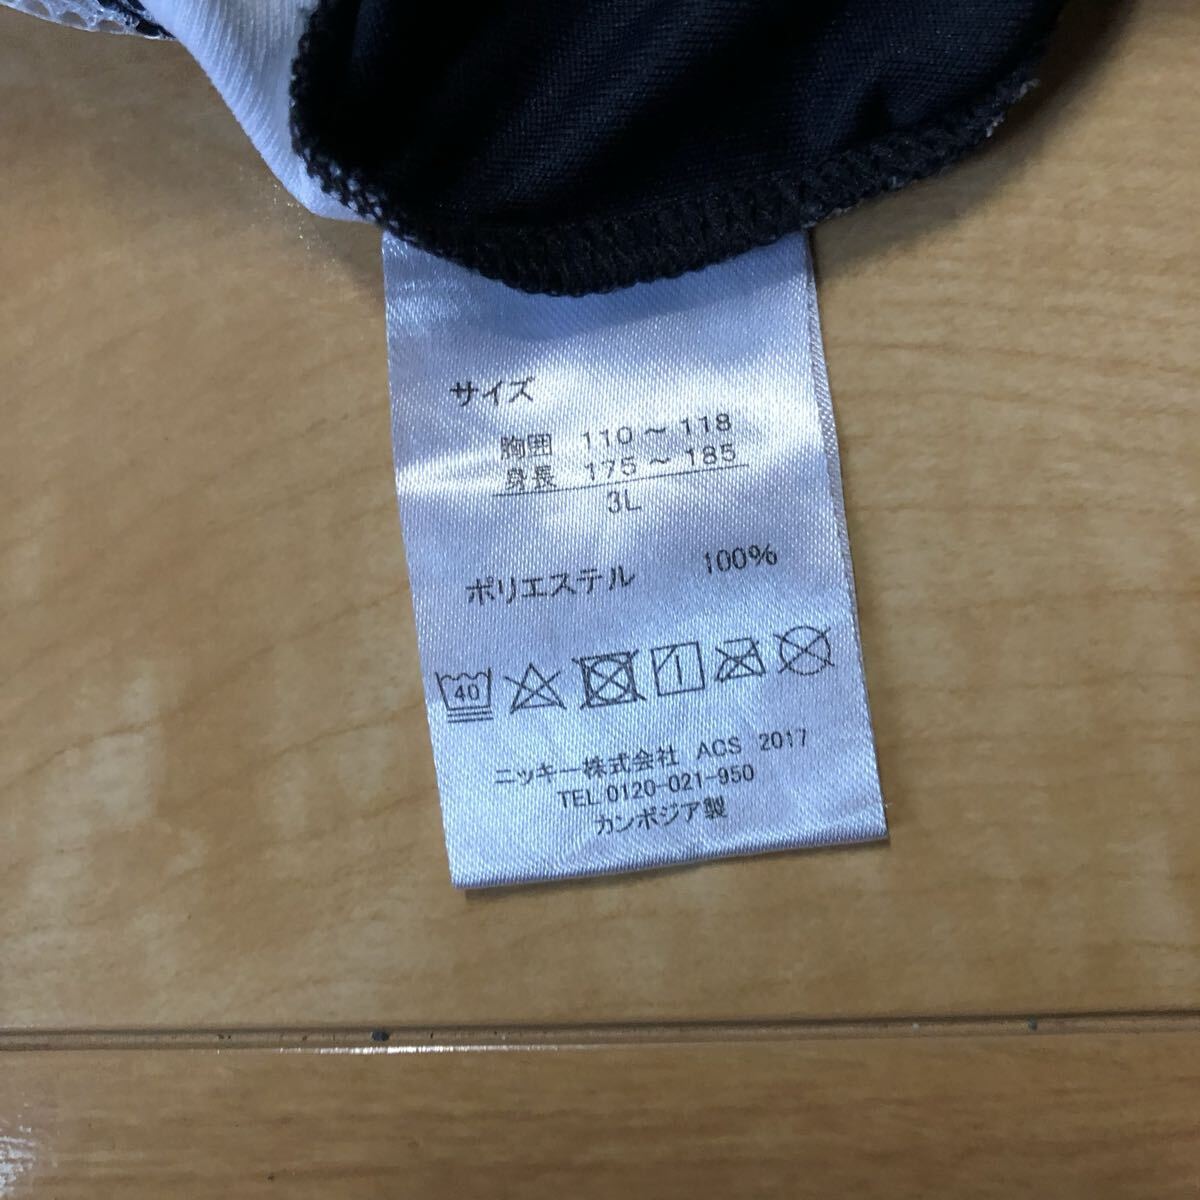 サイズ
胸囲 110～118
身長 175～185
3L
ポリエステル 100%
40
ニッキー株式会社 ACS 2017
TEL 0120-021-950
カンボジア製